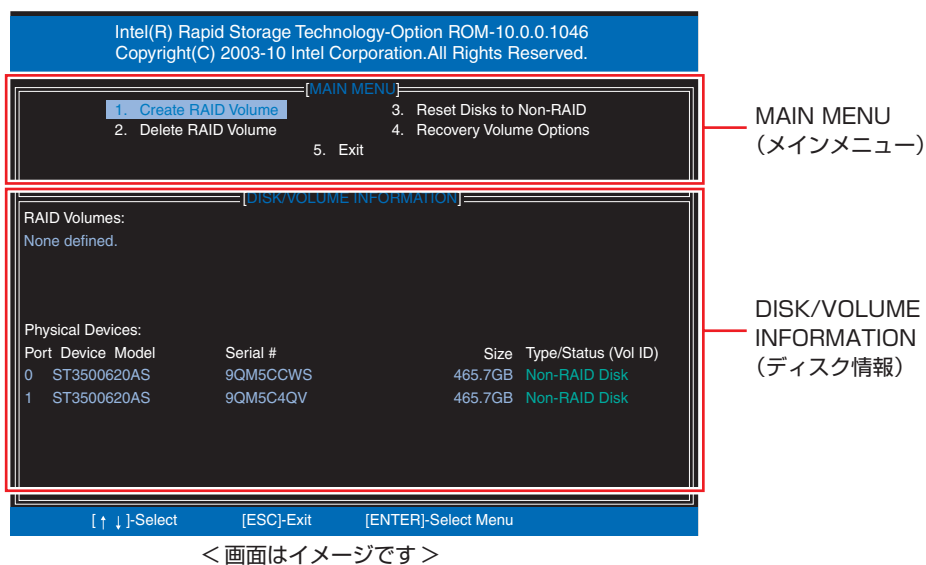 Intel(R) Rapid Storage Technology-Option ROM-10.0.0.1046
Copyright(C) 2003-10 Intel Corporation.All Rights Reserved.
[MAIN MENU]
1. Create RAID Volume
2. Delete RAID Volume
3. Reset Disks to Non-RAID
4. Recovery Volume Options
5. Exit
MAIN MENU
（メインメニュー）
[DISK/VOLUME INFORMATION]
RAID Volumes:
None defined.
Physical Devices:
Port Device Model Serial # Size Type/Status (Vol ID)
0 ST3500620AS 9QM5CCWS 465.7GB Non-RAID Disk
1 ST3500620AS 9QM5C4QV 465.7GB Non-RAID Disk
DISK/VOLUME
INFORMATION
（ディスク情報）
[↑↓]-Select [ESC]-Exit [ENTER]-Select Menu
＜画面はイメージです＞